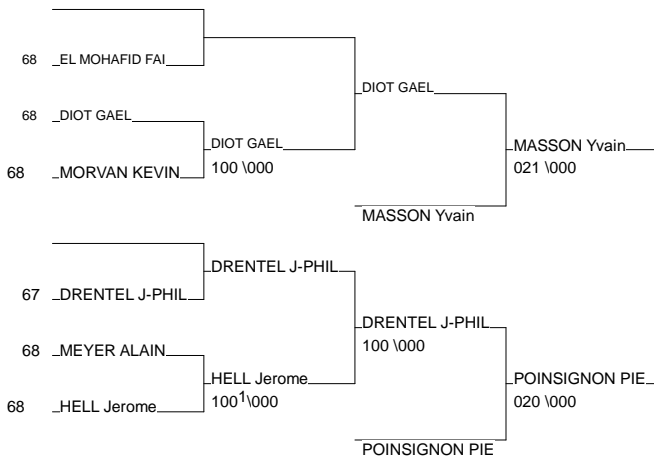 68 EL MOHAFID FAI
DIOT GAEL
68 DIOT GAEL
DIOT GAEL
100 \000
MASSON Yvain
021 \000
68 MORVAN KEVIN
MASSON Yvain
DRENTEL J-PHIL
67 DRENTEL J-PHIL
DRENTEL J-PHIL
100 \000
68 MEYER ALAIN
HELL Jerome
1001\000
POINSIGNON PIE
020 \000
68 HELL Jerome
POINSIGNON PIE